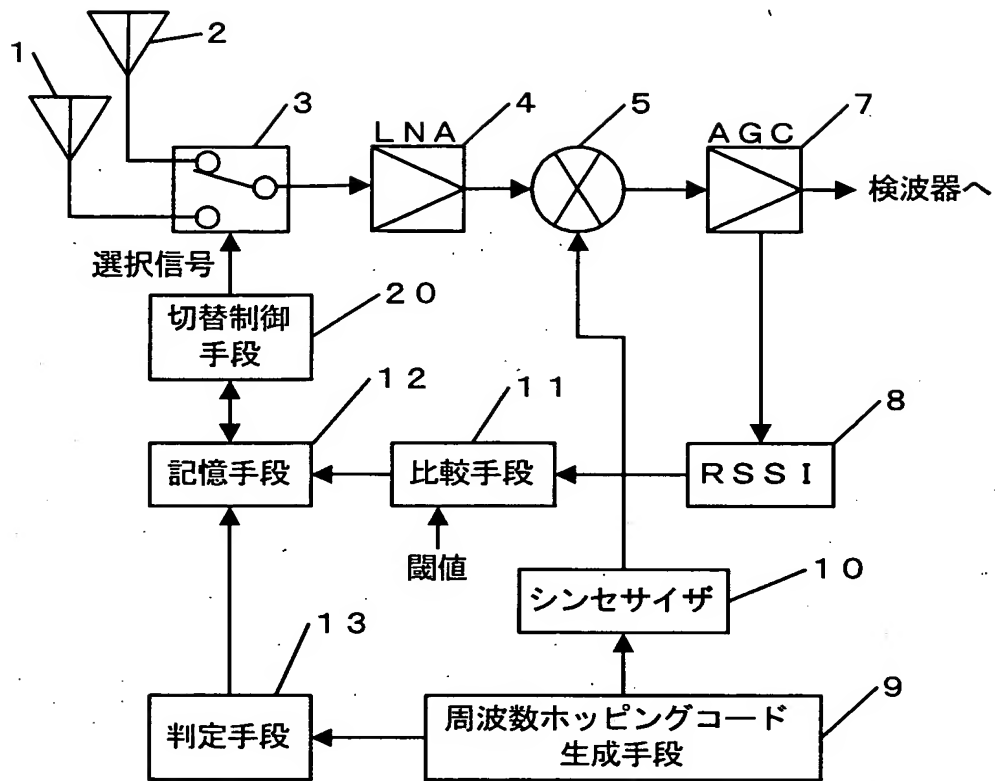 2
1
3
LNA
4
5
AGC
7
検波器へ
選択信号
20
切替制御
手段
12
11
8
記憶手段
比較手段
RSSI
閾値
10
シンセサイザ
13
9
判定手段
周波数ホッピングコード
生成手段